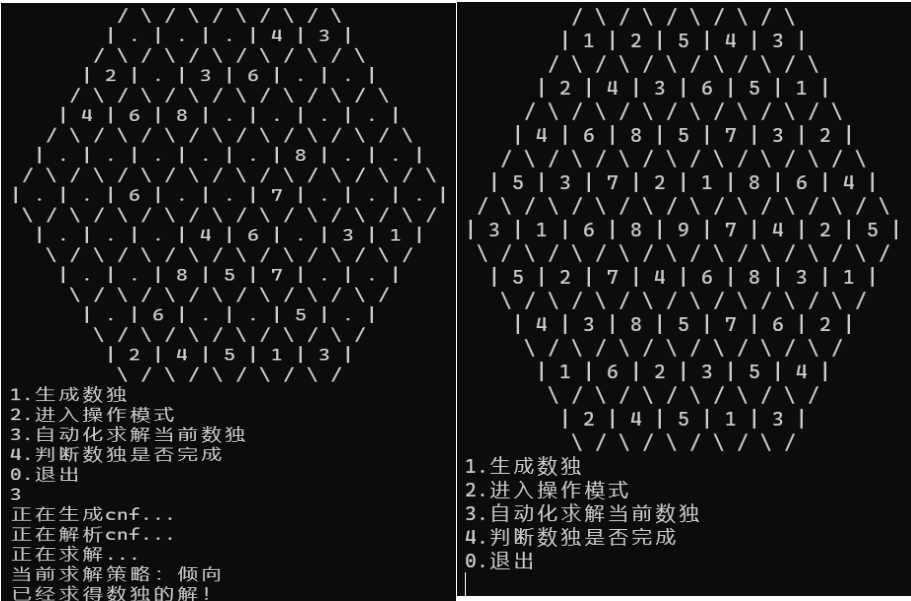 / \ / \ / \ / \ / \
| . | . | . | 4 | 3 |
/ \ / \ / \ / \ / \ / \
| 2 | . | 3 | 6 | . | . |
/ \ / \ / \ / \ / \ / \ / \
| 4 | 6 | 8 | . | . | . | . |
/ \ / \ / \ / \ / \ / \ / \ / \
| . | . | . | . | . | 8 | . | . |
/ \ / \ / \ / \ / \ / \ / \ / \ / \
| . | . | 6 | . | . | 7 | . | . | . |
\ / \ / \ / \ / \ / \ / \ / \ / \ /
| . | . | . | 4 | 6 | . | 3 | 1 |
\ / \ / \ / \ / \ / \ / \ / \ /
| . | . | 8 | 5 | 7 | . | . |
\ / \ / \ / \ / \ / \ / \ /
| . | 6 | . | . | 5 | . |
\ / \ / \ / \ / \ / \ /
| 2 | 4 | 5 | 1 | 3 |
\ / \ / \ / \ / \ /
1.生成数独
2.进入操作模式
3.自动化求解当前数独
4.判断数独是否完成
0.退出
3
正在生成cnf...
正在解析cnf...
正在求解...
当前求解策略: 倾向
已经求得数独的解!
/ \ / \ / \ / \ / \
| 1 | 2 | 5 | 4 | 3 |
/ \ / \ / \ / \ / \ / \
| 2 | 4 | 3 | 6 | 5 | 1 |
/ \ / \ / \ / \ / \ / \ / \
| 4 | 6 | 8 | 5 | 7 | 3 | 2 |
/ \ / \ / \ / \ / \ / \ / \ / \
| 5 | 3 | 7 | 2 | 1 | 8 | 6 | 4 |
/ \ / \ / \ / \ / \ / \ / \ / \ / \
| 3 | 1 | 6 | 8 | 9 | 7 | 4 | 2 | 5 |
\ / \ / \ / \ / \ / \ / \ / \ / \ /
| 5 | 2 | 7 | 4 | 6 | 8 | 3 | 1 |
\ / \ / \ / \ / \ / \ / \ / \ /
| 4 | 3 | 8 | 5 | 7 | 6 | 2 |
\ / \ / \ / \ / \ / \ / \ /
| 1 | 6 | 2 | 3 | 5 | 4 |
\ / \ / \ / \ / \ / \ /
| 2 | 4 | 5 | 1 | 3 |
\ / \ / \ / \ / \ /
1.生成数独
2.进入操作模式
3.自动化求解当前数独
4.判断数独是否完成
0.退出